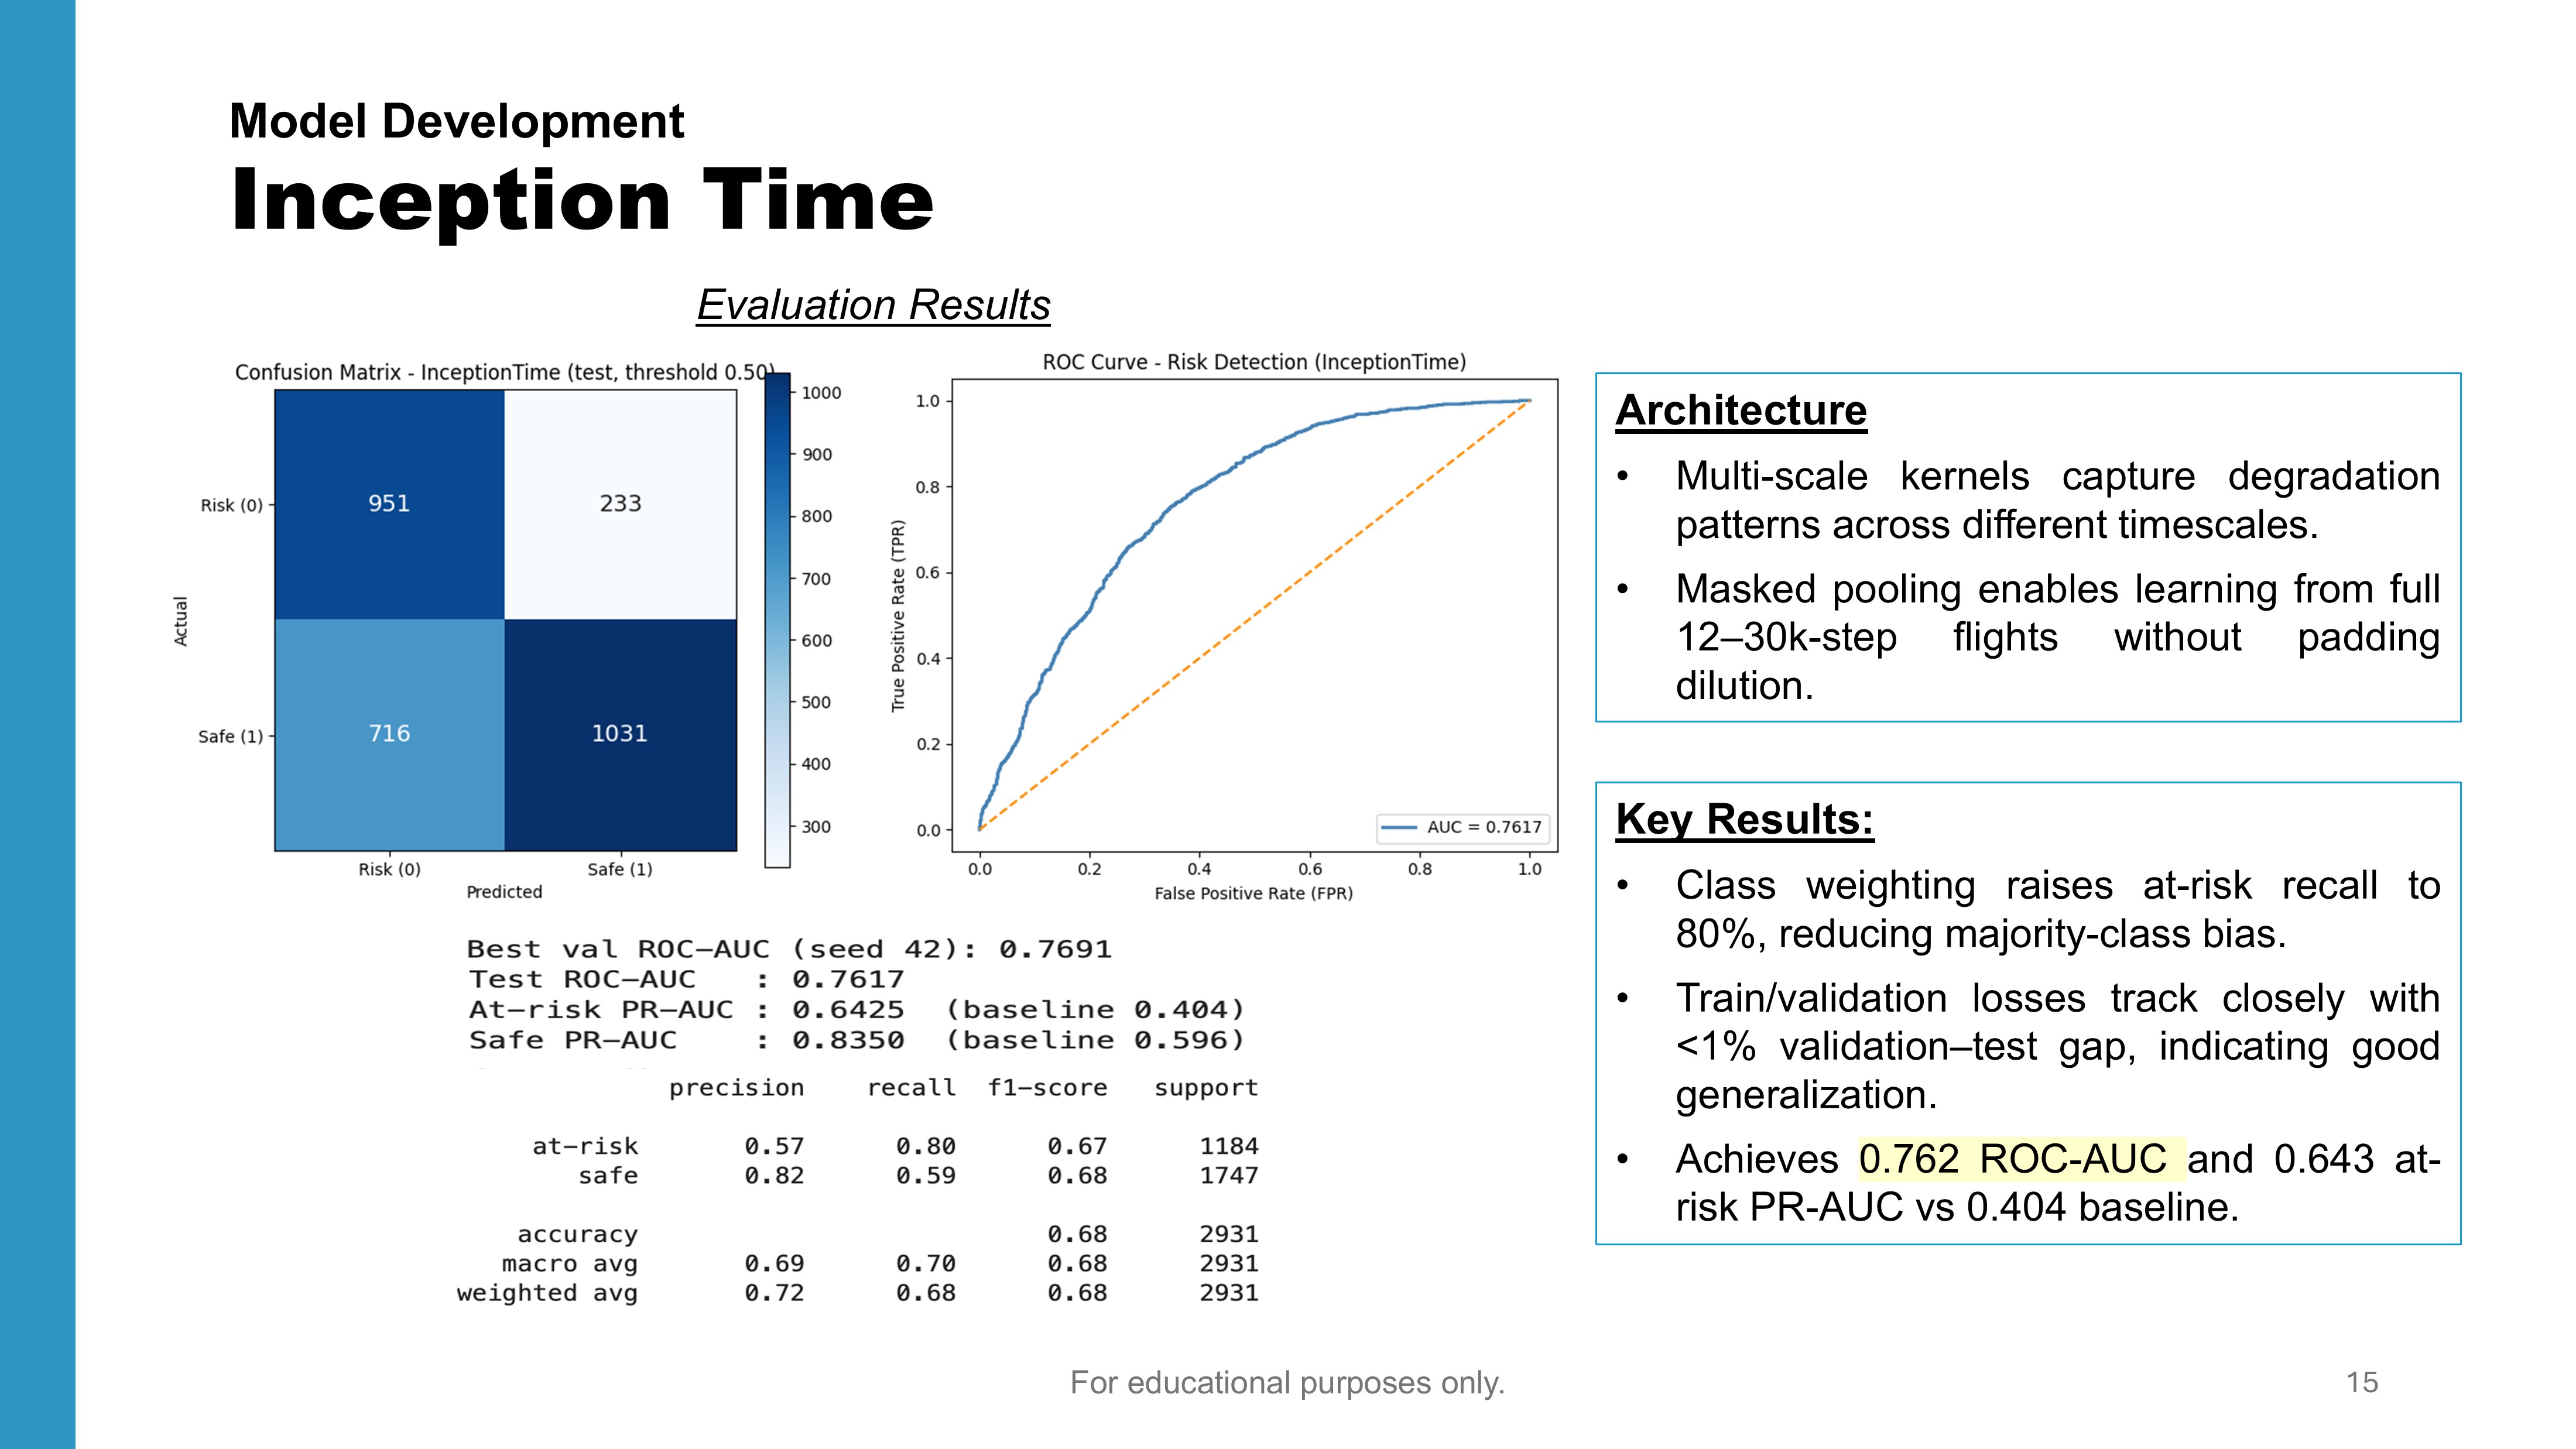 Model Development
Inception Time
Evaluation Results
Confusion Matrix - InceptionTime (test, threshold 0.50)
Actual
Risk (0)
Safe (1)
951
233
716
1031
Risk (0)
Safe (1)
Predicted
1000
900
800
700
600
500
400
300
ROC Curve - Risk Detection (InceptionTime)
True Positive Rate (TPR)
1.0
0.8
0.6
0.4
0.2
0.0
AUC = 0.7617
0.0 0.2 0.4 0.6 0.8 1.0
False Positive Rate (FPR)
Best val ROC–AUC (seed 42): 0.7691
Test ROC–AUC : 0.7617
At–risk PR–AUC : 0.6425 (baseline 0.404)
Safe PR–AUC : 0.8350 (baseline 0.596)
precision recall f1–score support
at–risk 0.57 0.80 0.67 1184
safe 0.82 0.59 0.68 1747
accuracy 0.68 2931
macro avg 0.69 0.70 0.68 2931
weighted avg 0.72 0.68 0.68 2931
Architecture
• Multi-scale kernels capture degradation
patterns across different timescales.
• Masked pooling enables learning from full
12–30k-step flights without padding
dilution.
Key Results:
• Class weighting raises at-risk recall to
80%, reducing majority-class bias.
• Train/validation losses track closely with
<1% validation–test gap, indicating good
generalization.
• Achieves 0.762 ROC-AUC and 0.643 at-
risk PR-AUC vs 0.404 baseline.
For educational purposes only.
15